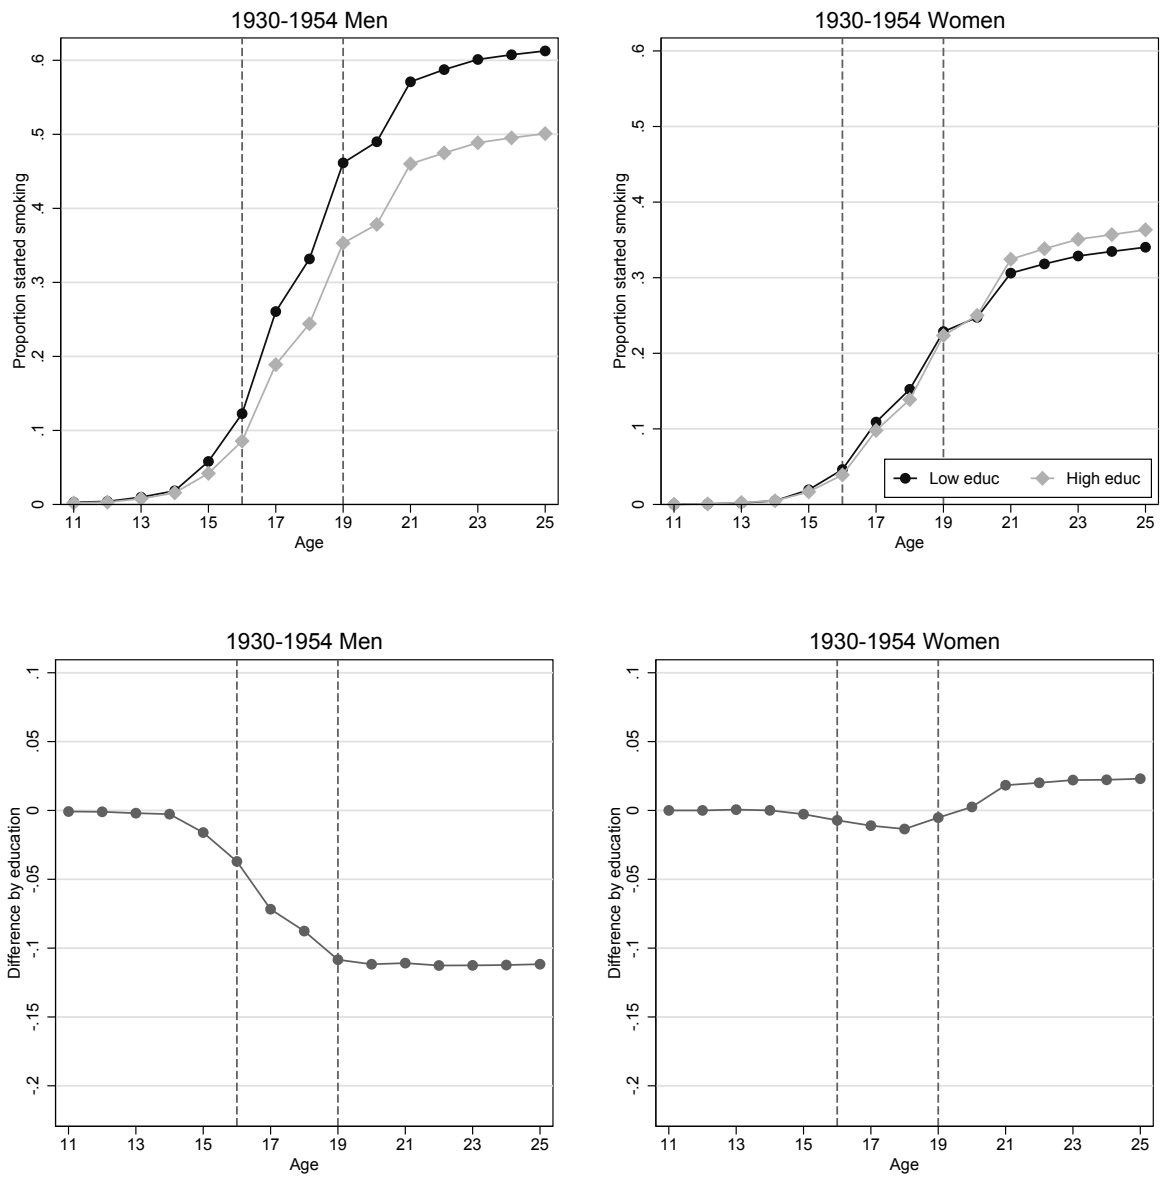 1930-1954 Men
Proportion started smoking
.6
.5
.4
.3
.2
.1
0
11 13 15 17 19 21 23 25
Age
1930-1954 Women
Proportion started smoking
.6
.5
.4
.3
.2
.1
0
Low educ High educ
11 13 15 17 19 21 23 25
Age
1930-1954 Men
Difference by education
.1
.05
0
-.05
-.1
-.15
-.2
11 13 15 17 19 21 23 25
Age
1930-1954 Women
Difference by education
.1
.05
0
-.05
-.1
-.15
-.2
11 13 15 17 19 21 23 25
Age